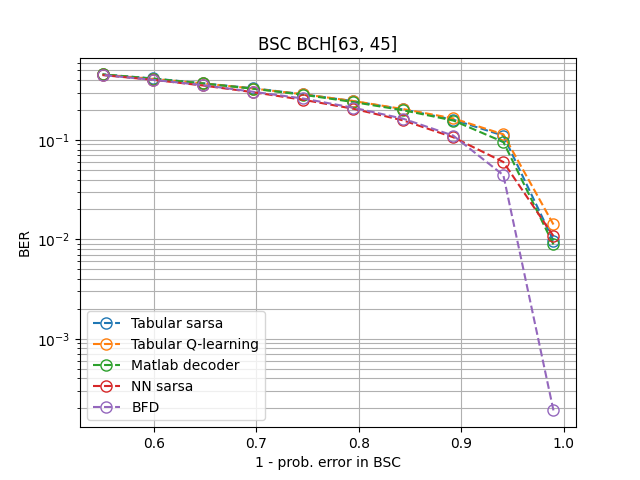 BSC BCH[63, 45]
10⁻¹
10⁻²
10⁻³
BER
Tabular sarsa
Tabular Q-learning
Matlab decoder
NN sarsa
BFD
0.6 0.7 0.8 0.9 1.0
1 - prob. error in BSC